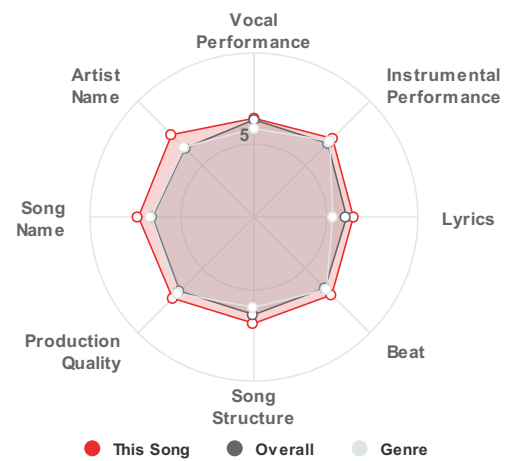 Vocal
Performance
Artist
Name
Instrumental
Performance
5
Song
Name
Lyrics
Production
Quality
Beat
Song
Structure
This Song
Overall
Genre